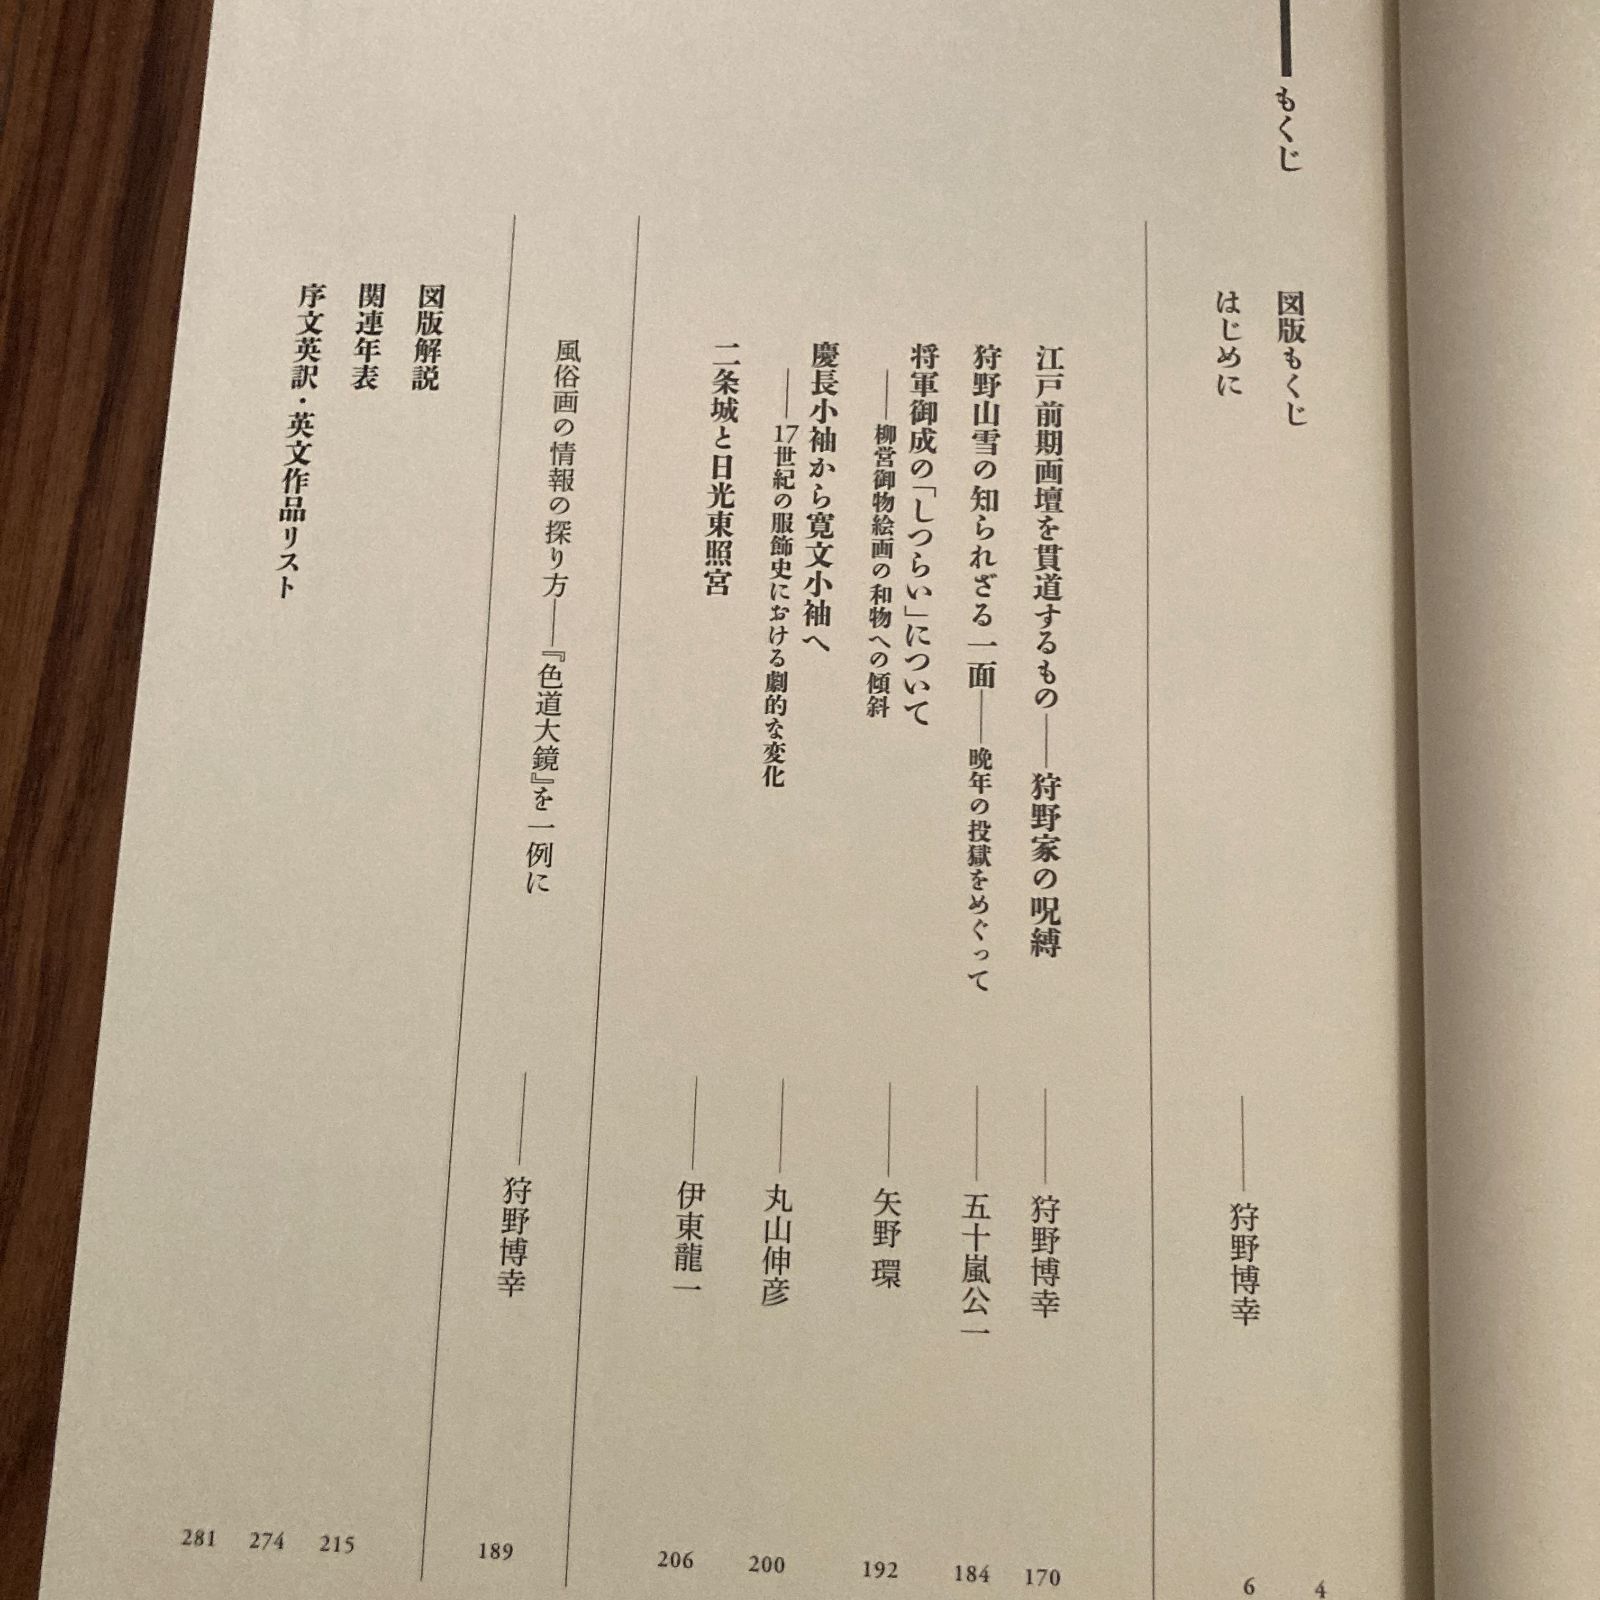 もくじ
図版もくじ 4
はじめに――狩野博幸 6
江戸前期画壇を貫道するもの――狩野家の呪縛――狩野博幸 170
狩野山雪の知られざる一面――晩年の投獄をめぐって――五十嵐公一 184
将軍御成の「しつらい」について
――柳営御物絵画の和物への傾斜――矢野 環 192
慶長小袖から寛文小袖へ
――17世紀の服飾史における劇的な変化――丸山伸彦 200
二条城と日光東照宮――伊東龍一 206
風俗画の情報の探り方――『色道大鏡』を一例に――狩野博幸 189
図版解説 215
関連年表 274
序文英訳・英文作品リスト 281